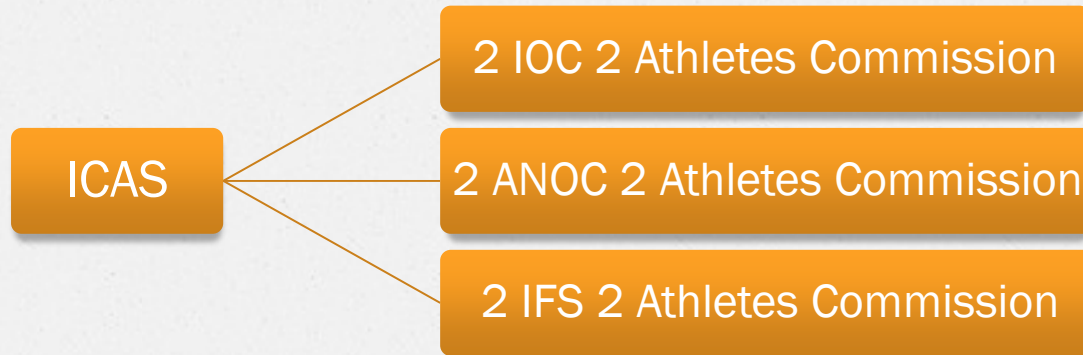 ICAS
2 IOC 2 Athletes Commission
2 ANOC 2 Athletes Commission
2 IFS 2 Athletes Commission